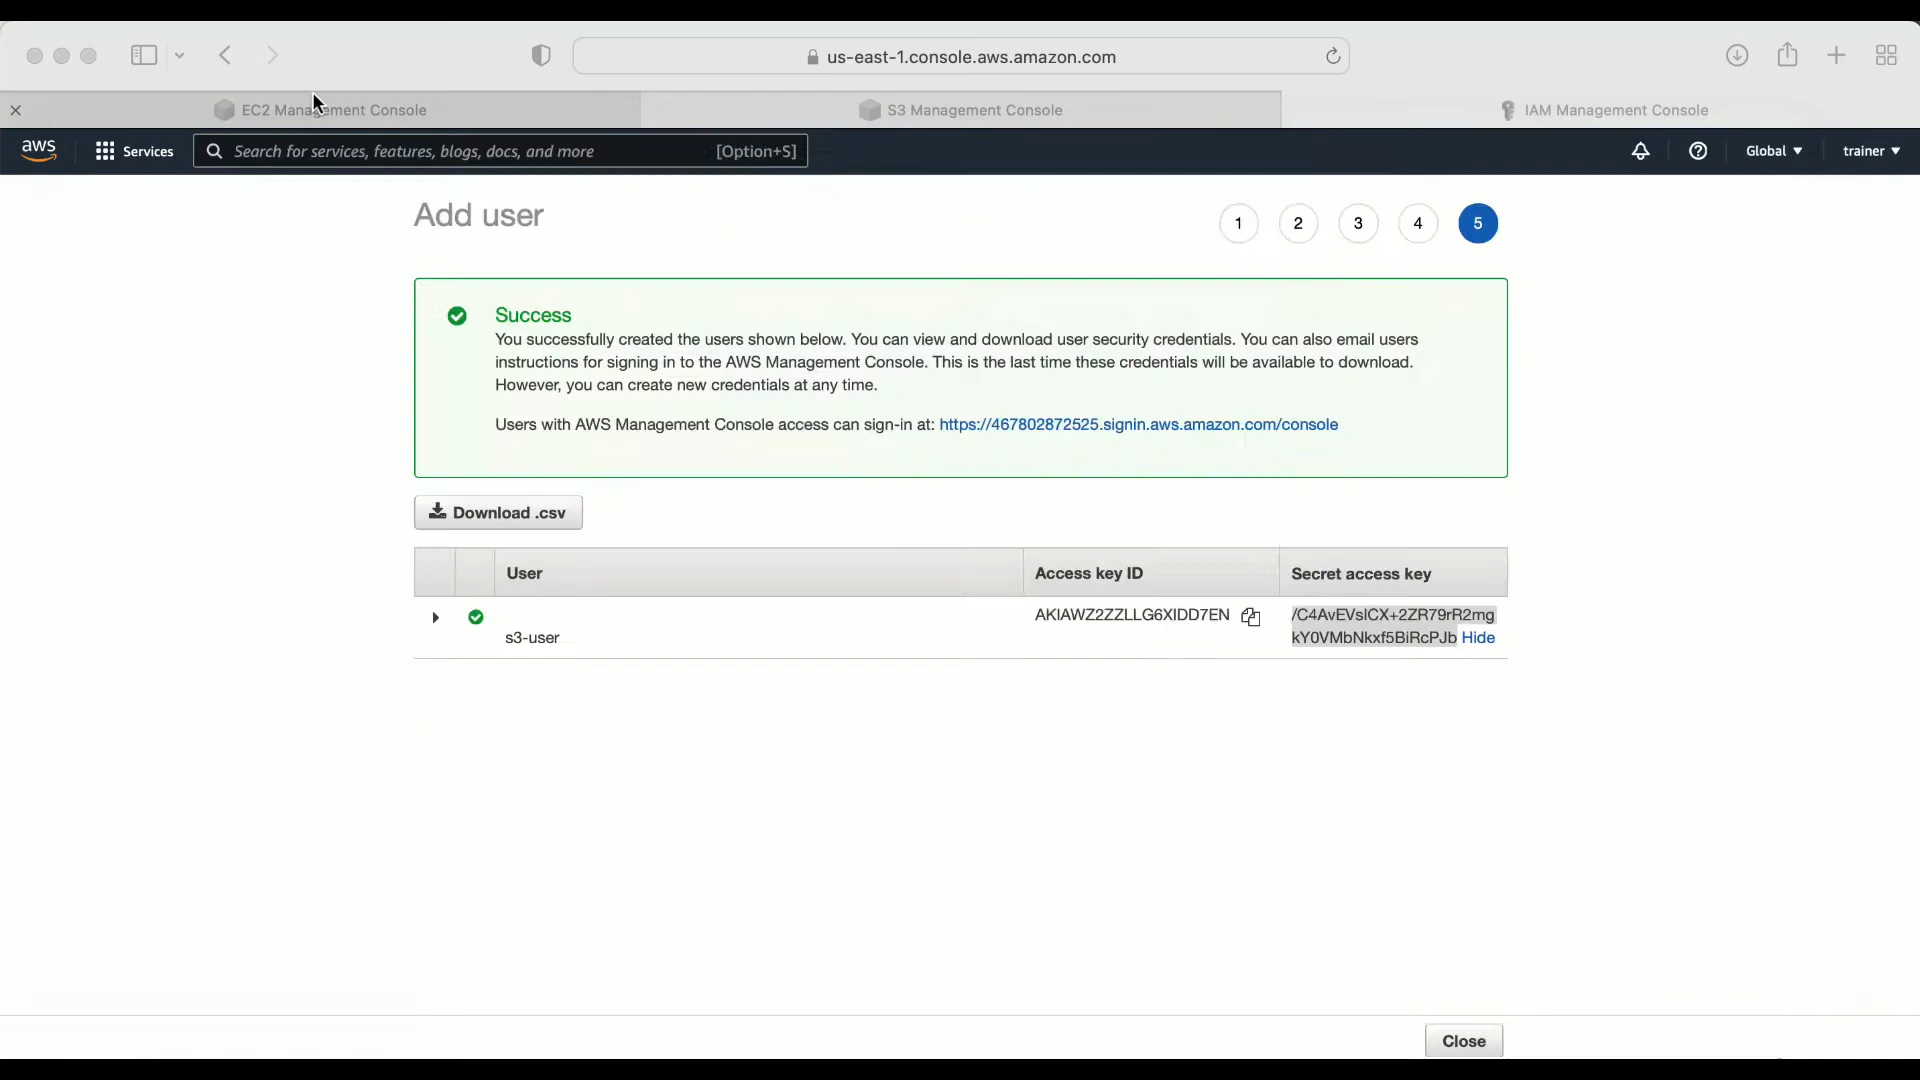 us-east-1.console.aws.amazon.com
EC2 Management Console
S3 Management Console
IAM Management Console
aws
Services
Search for services, features, blogs, docs, and more
[Option+S]
Global
trainer
Add user
1 2 3 4 5
Success
You successfully created the users shown below. You can view and download user security credentials. You can also email users
instructions for signing in to the AWS Management Console. This is the last time these credentials will be available to download.
However, you can create new credentials at any time.
Users with AWS Management Console access can sign-in at: https://467802872525.signin.aws.amazon.com/console
Download .csv
User
Access key ID
Secret access key
AKIAWZ2ZZLLG6XIDD7EN
kY0VMbNkxf5BiRcPJb Hide
s3-user
Close